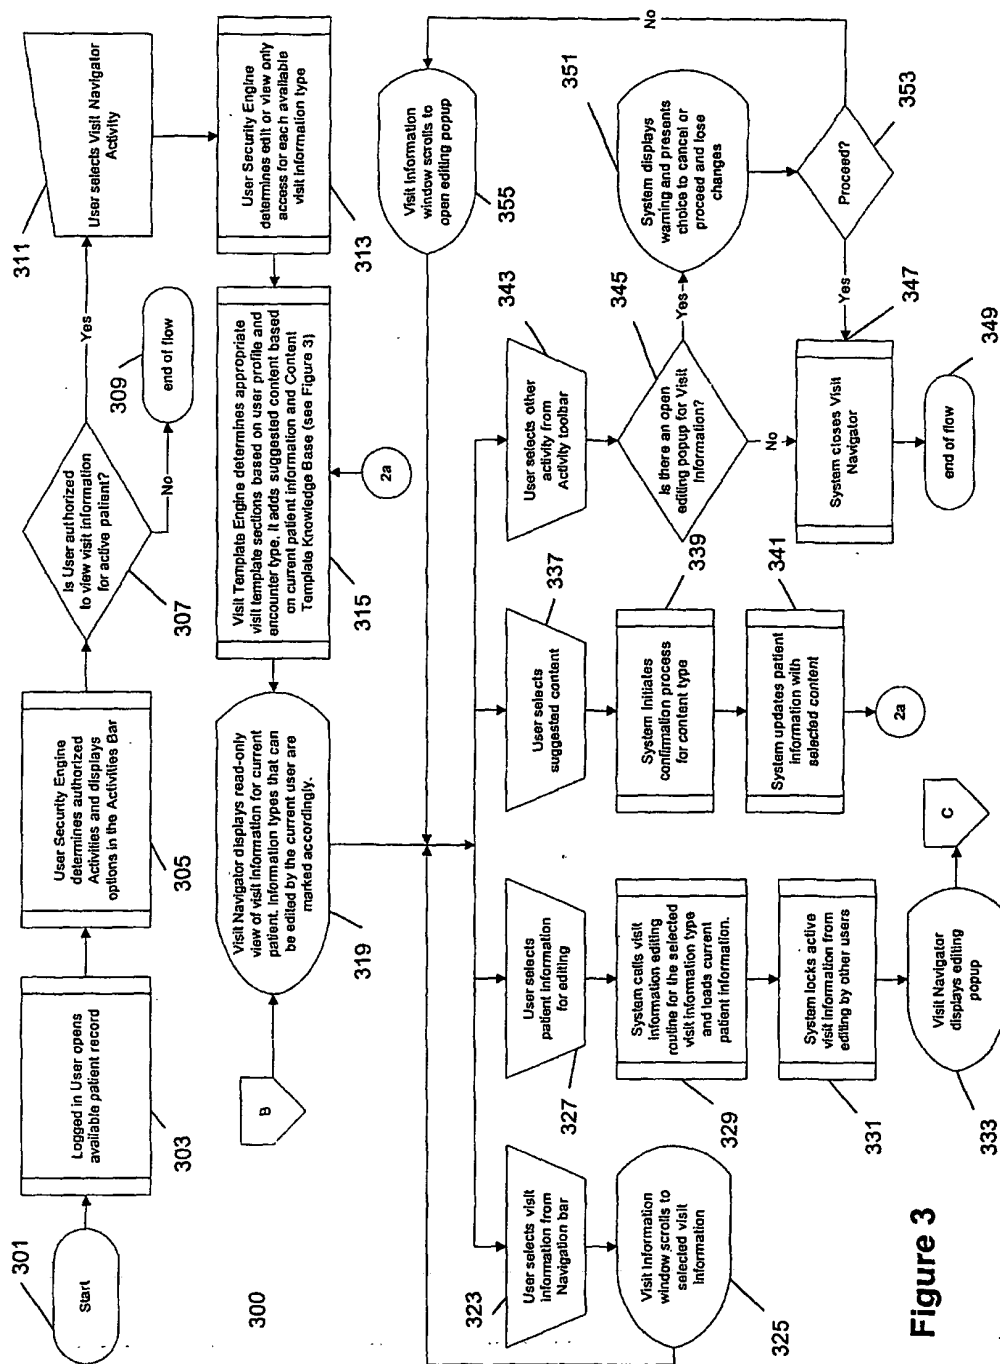 301
Start
303
Logged in User opens
available patient record
305
User Security Engine
determines authorized
Activities and displays
options in the Activities Bar
307
Is User authorized
to view visit information
for active patient?
Yes
No
309
end of flow
311
User selects Visit Navigator
Activity
300
B
319
Visit Navigator displays read-only
view of visit information for current
patient. Information types that can
be edited by the current user are
marked accordingly.
315
Visit Template Engine determines appropriate
visit template sections based on user profile and
encounter type. It adds suggested content based
on current patient information and Content
Template Knowledge Base (see Figure 3)
2a
313
User Security Engine
determines edit or view only
access for each available
visit information type
355
Visit Information
window scrolls to
open editing popup
No
323
User selects visit
information from
Navigation bar
325
Visit Information
window scrolls to
selected visit
information
327
User selects
patient information
for editing
329
System calls visit
information editing
routine for the selected
visit information type
and loads current
patient information.
331
System locks active
visit information from
editing by other users
333
Visit Navigator
displays editing
popup
C
337
User selects
suggested content
339
System Initiates
confirmation process
for content type
341
System updates patient
information with
selected content
2a
343
User selects other
activity from
Activity toolbar
345
Is there an open
editing popup for Visit
Information?
Yes
No
351
System displays
warning and presents
choice to cancel or
proceed and lose
changes
353
Proceed?
Yes
347
System closes Visit
Navigator
349
end of flow
Figure 3